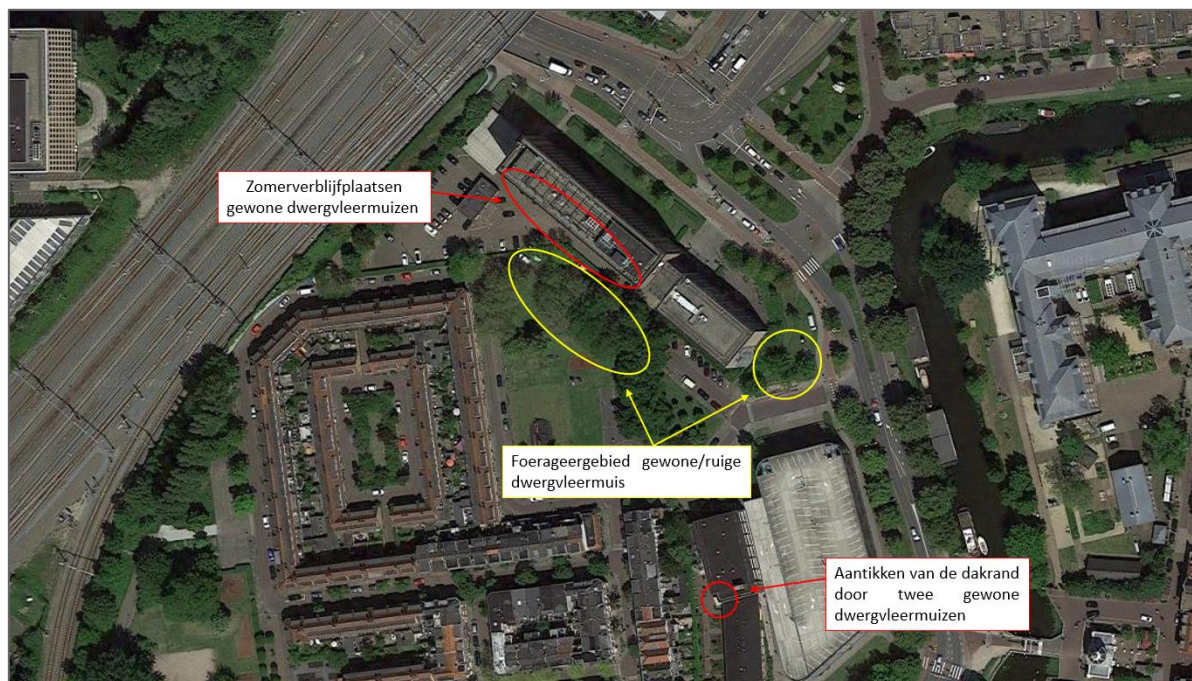 Zomerverblijfplaatsen
gewone dwergvleermuizen
Foerageergebied gewone/ruige
dwergvleermuis
Aantikken van de dakrand
door twee gewone
dwergvleermuizen